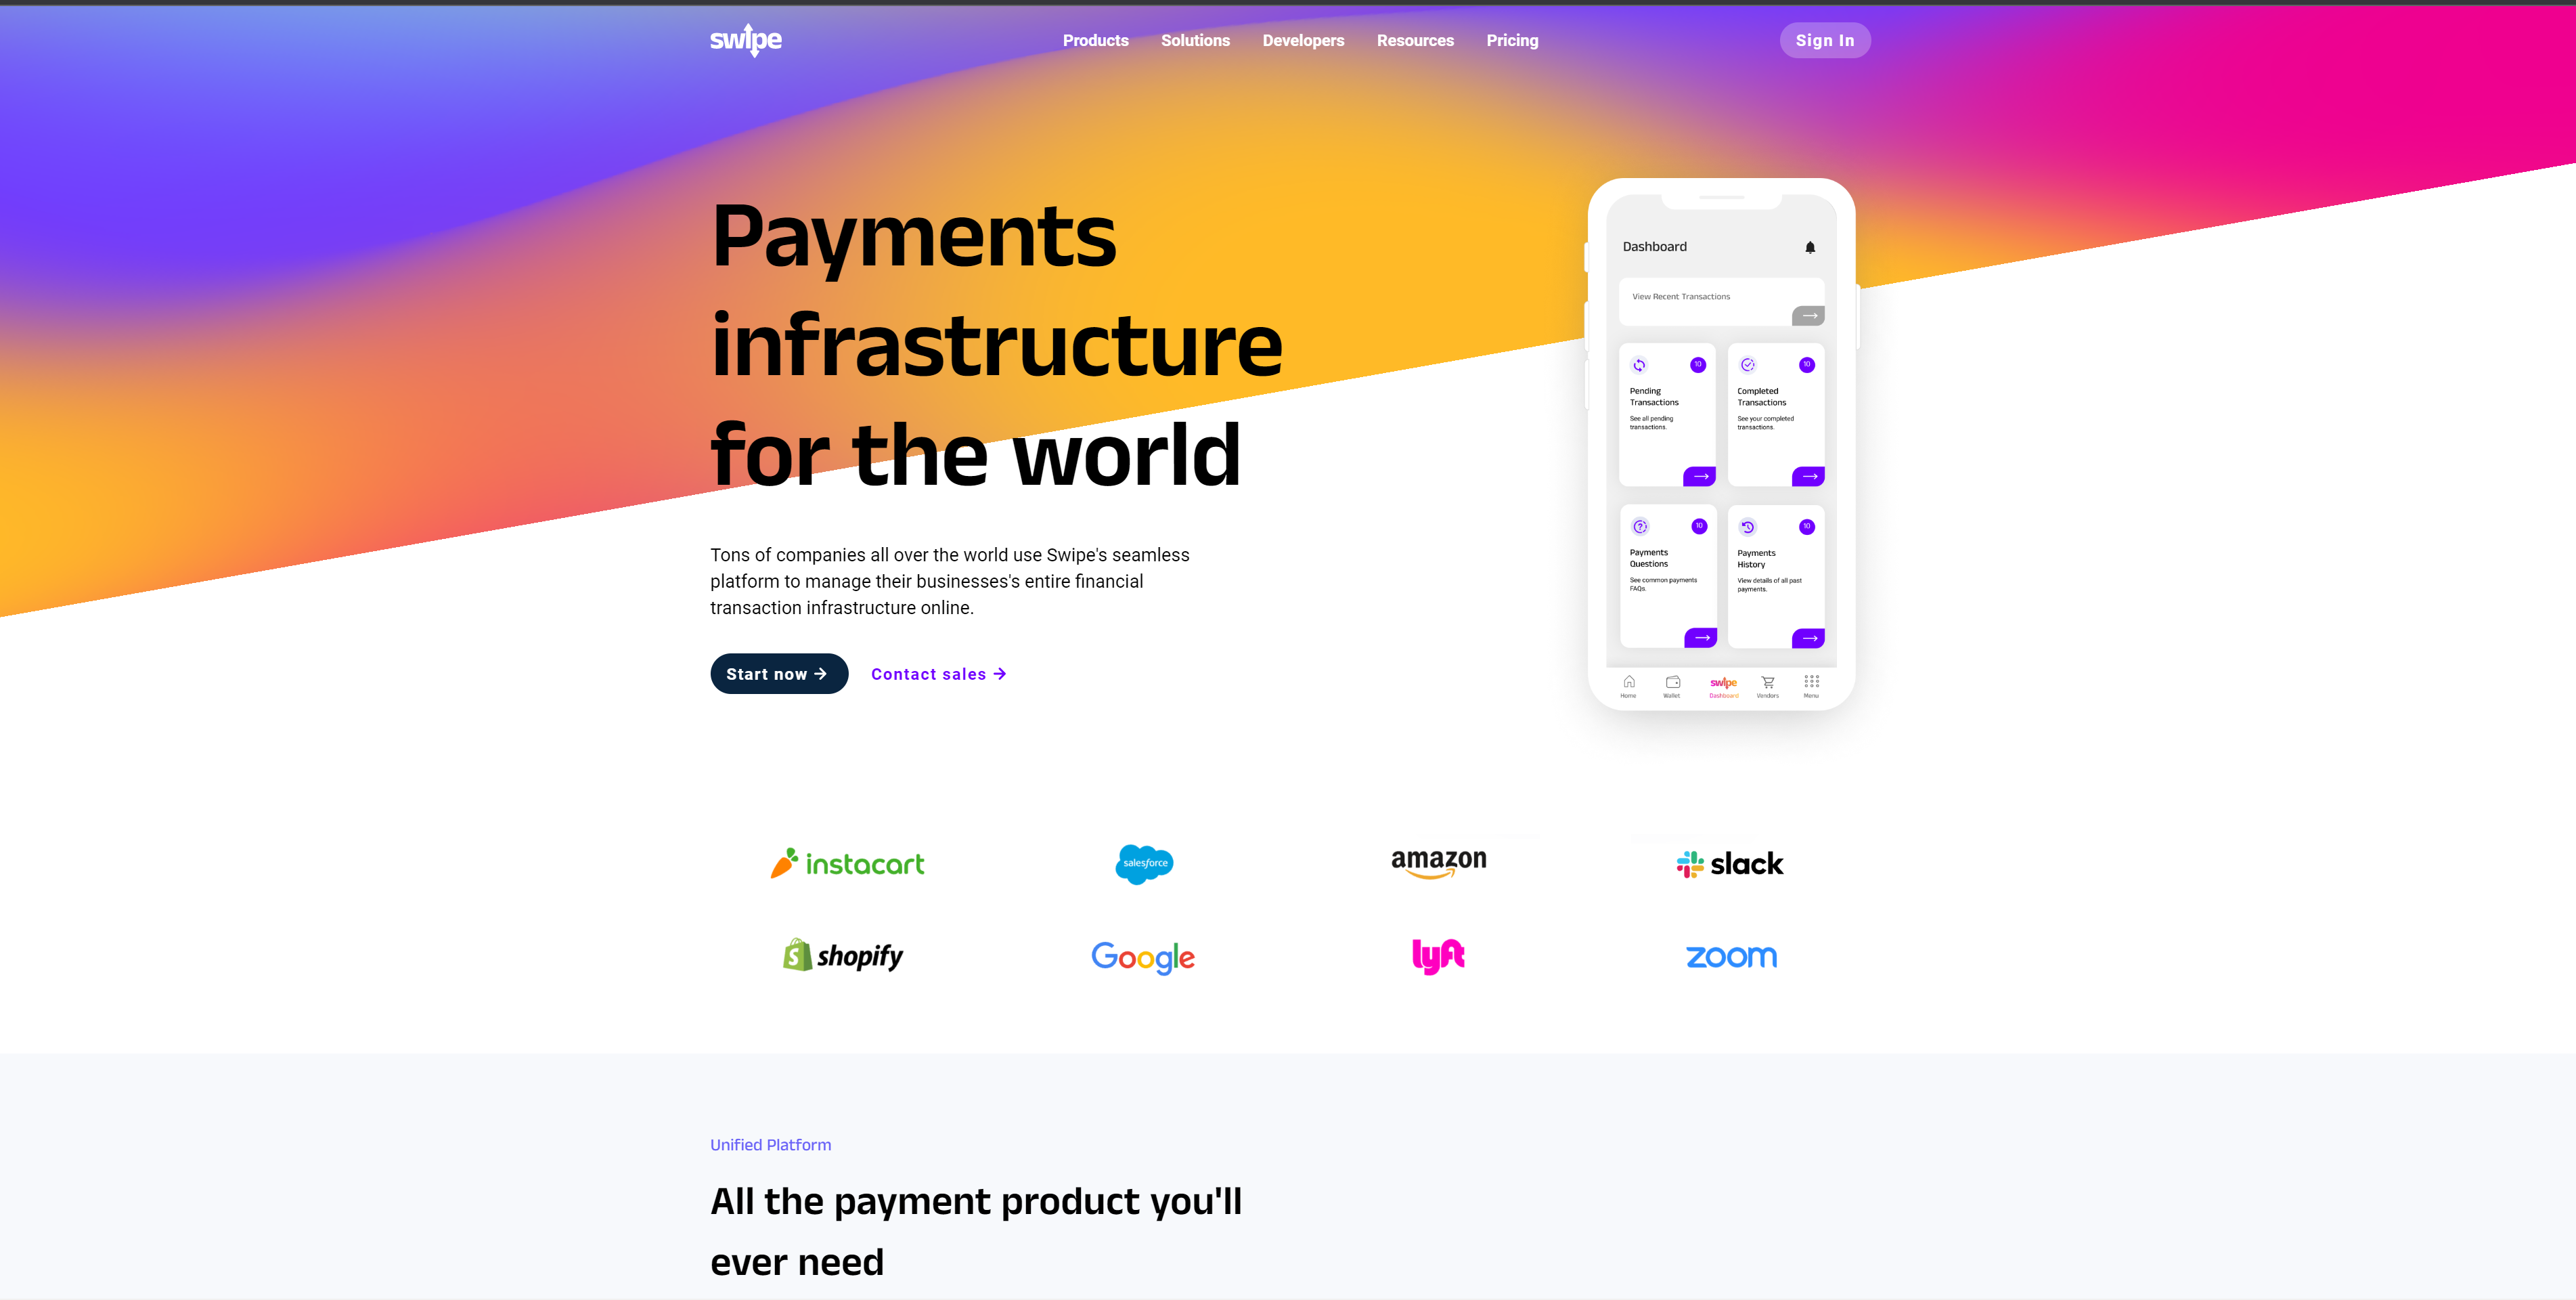 swipe
Products Solutions Developers Resources Pricing
Sign In
Payments
infrastructure
for the world
Tons of companies all over the world use Swipe's seamless
platform to manage their businesses's entire financial
transaction infrastructure online.
Start now
Contact sales
Dashboard
View Recent Transactions
10
Pending
Transactions
See all pending
transactions.
10
Completed
Transactions
See your completed
transactions.
10
Payments
Questions
See common payments
FAQs.
10
Payments
History
View details of all past
payments.
swipe
Home Wallet Dashboard Vendors Menu
instacart
salesforce
amazon
slack
shopify
Google
lyft
zoom
Unified Platform
All the payment product you'll
ever need